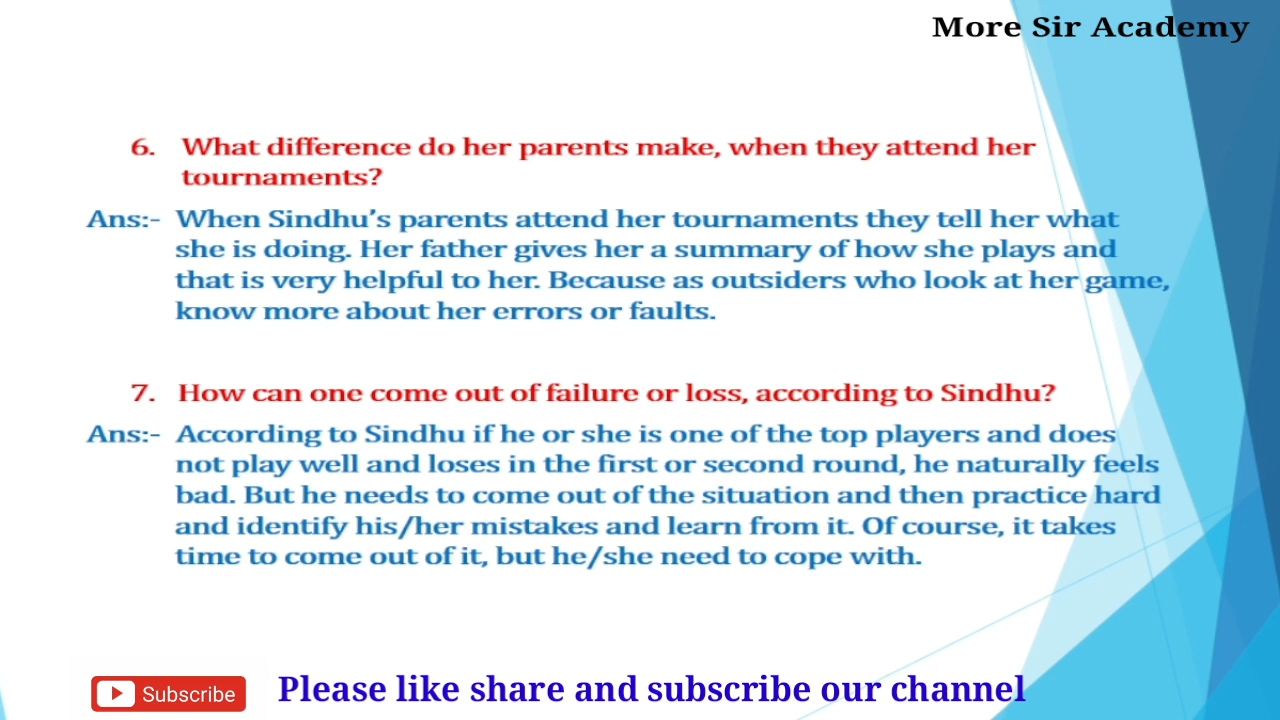 More Sir Academy
6. What difference do her parents make, when they attend her
tournaments?
Ans:- When Sindhu's parents attend her tournaments they tell her what
she is doing. Her father gives her a summary of how she plays and
that is very helpful to her. Because as outsiders who look at her game,
know more about her errors or faults.
7. How can one come out of failure or loss, according to Sindhu?
Ans:- According to Sindhu if he or she is one of the top players and does
not play well and loses in the first or second round, he naturally feels
bad. But he needs to come out of the situation and then practice hard
and identify his/her mistakes and learn from it. Of course, it takes
time to come out of it, but he/she need to cope with.
Subscribe Please like share and subscribe our channel